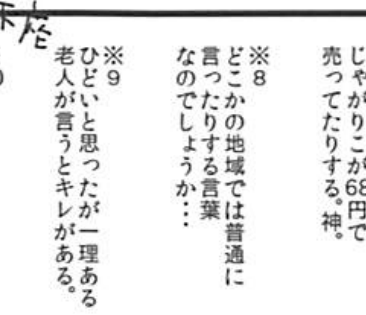 じゃがりこが68円で
売ってたりする。神。
※8
どこかの地域では普通に
言ったりする言葉
なのでしょうか…
※9
ひどいと思ったが一理ある
老人が言うとキレがある。